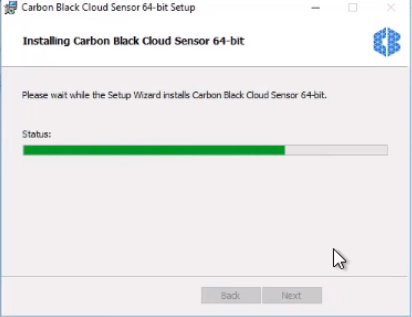 Carbon Black Cloud Sensor 64-bit Setup
Installing Carbon Black Cloud Sensor 64-bit
Please wait while the Setup Wizard installs Carbon Black Cloud Sensor 64-bit.
Status:
Back Next